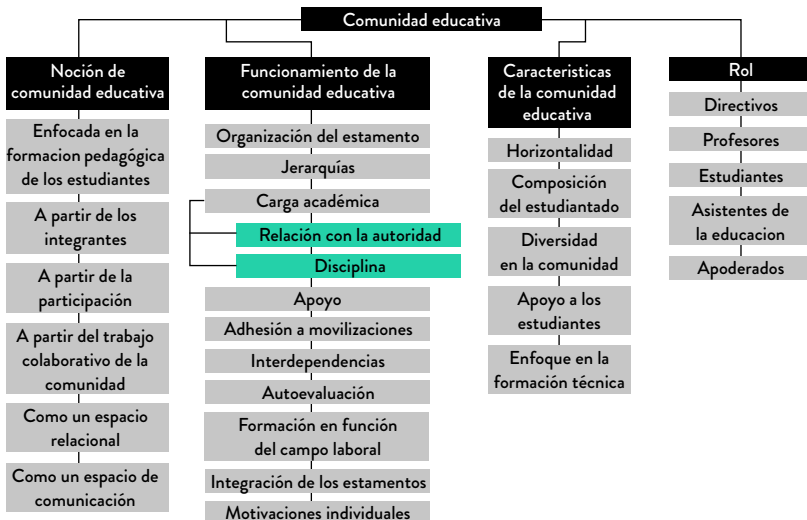 Comunidad educativa
Noción de
comunidad educativa
Enfocada en la
formacion pedagógica
de los estudiantes
A partir de los
integrantes
A partir de la
participación
A partir del trabajo
colaborativo de la
comunidad
Como un espacio
relacional
Como un espacio de
comunicación
Funcionamiento de la
comunidad educativa
Organización del estamento
Jerarquías
Carga académica
Relación con la autoridad
Disciplina
Apoyo
Adhesión a movilizaciones
Interdependencias
Autoevaluación
Formación en función
del campo laboral
Integración de los estamentos
Motivaciones individuales
Caracteristicas
de la comunidad
educativa
Horizontalidad
Composición
del estudiantado
Diversidad
en la comunidad
Apoyo a los
estudiantes
Enfoque en la
formación técnica
Rol
Directivos
Profesores
Estudiantes
Asistentes de
la educacion
Apoderados